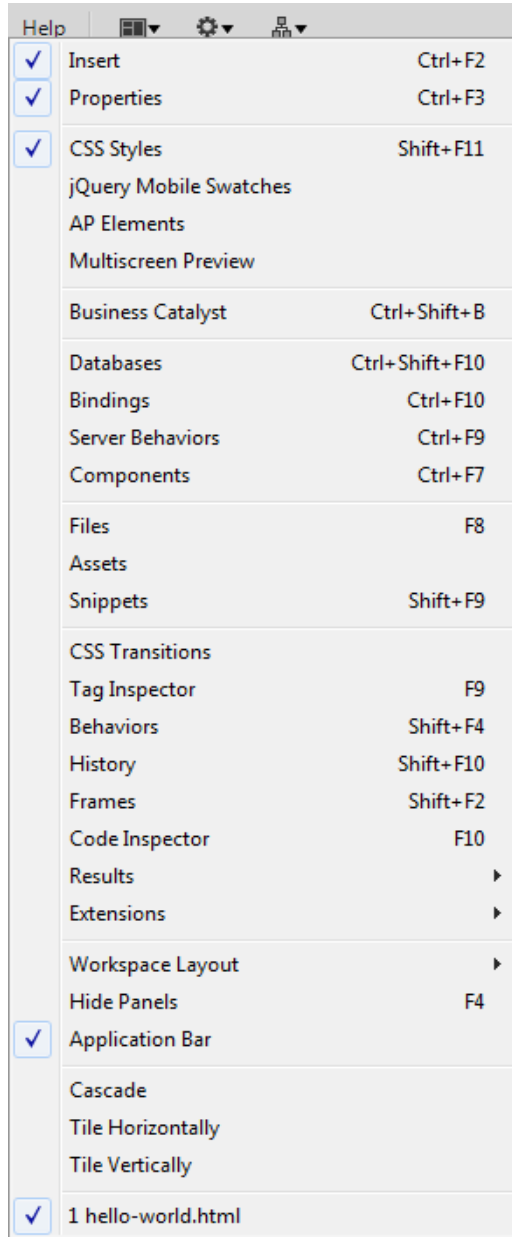 Help
Insert Ctrl+F2
Properties Ctrl+F3
CSS Styles Shift+F11
jQuery Mobile Swatches
AP Elements
Multiscreen Preview
Business Catalyst Ctrl+Shift+B
Databases Ctrl+Shift+F10
Bindings Ctrl+F10
Server Behaviors Ctrl+F9
Components Ctrl+F7
Files F8
Assets
Snippets Shift+F9
CSS Transitions
Tag Inspector F9
Behaviors Shift+F4
History Shift+F10
Frames Shift+F2
Code Inspector F10
Results
Extensions
Workspace Layout
Hide Panels F4
Application Bar
Cascade
Tile Horizontally
Tile Vertically
1 hello-world.html